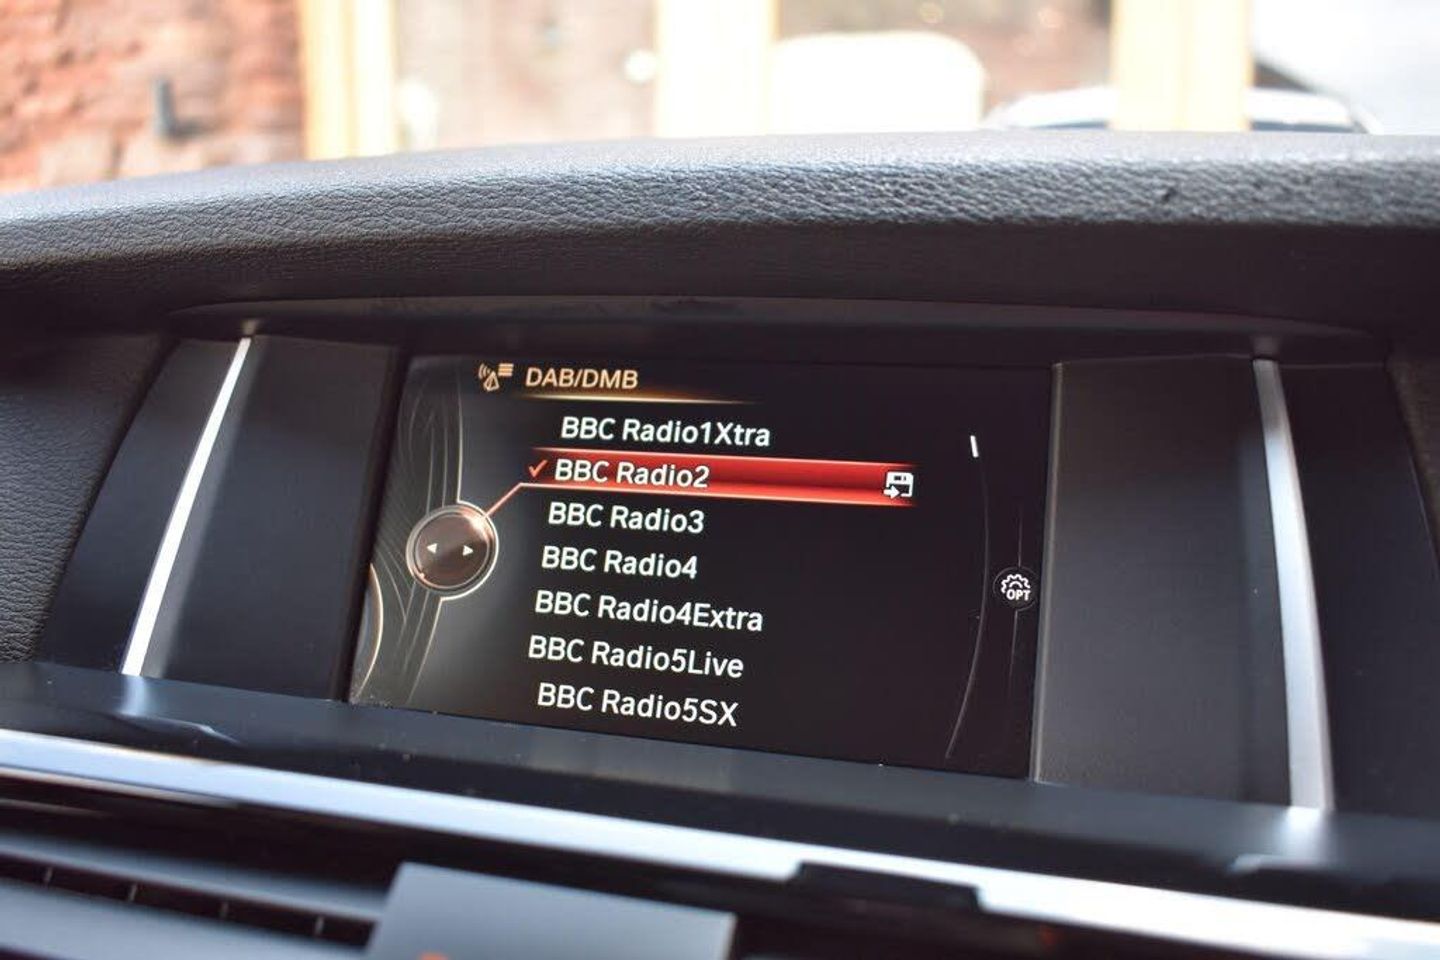 DAB/DMB
BBC Radio1Xtra
BBC Radio2
BBC Radio3
BBC Radio4
BBC Radio4Extra
BBC Radio5Live
BBC Radio5SX
OPT